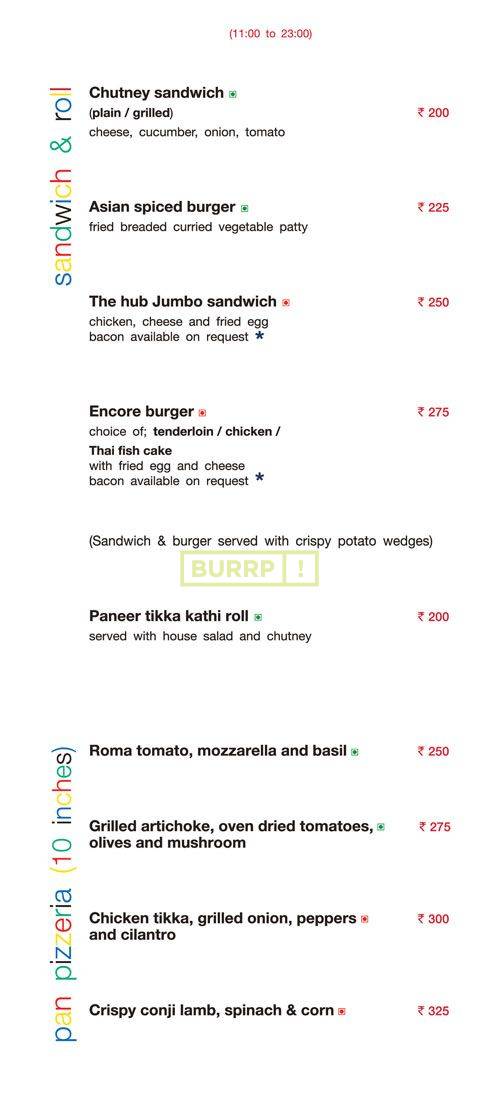 (11:00 to 23:00)
sandwich & roll
Chutney sandwich
(plain / grilled) ₹ 200
cheese, cucumber, onion, tomato
Asian spiced burger ₹ 225
fried breaded curried vegetable patty
The hub Jumbo sandwich ₹ 250
chicken, cheese and fried egg
bacon available on request *
Encore burger ₹ 275
choice of; tenderloin / chicken /
Thai fish cake
with fried egg and cheese
bacon available on request *
(Sandwich & burger served with crispy potato wedges)
BURRP !
Paneer tikka kathi roll ₹ 200
served with house salad and chutney
pan pizzeria (10 inches)
Roma tomato, mozzarella and basil ₹ 250
Grilled artichoke, oven dried tomatoes, ₹ 275
olives and mushroom
Chicken tikka, grilled onion, peppers ₹ 300
and cilantro
Crispy conji lamb, spinach & corn ₹ 325